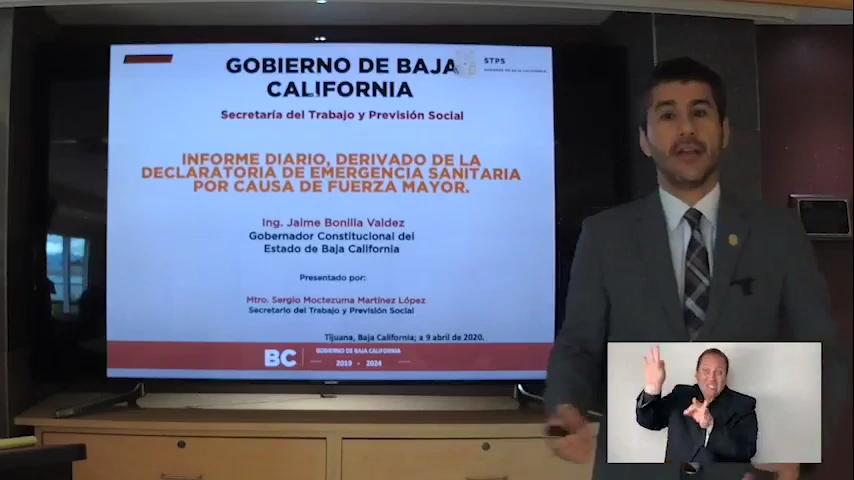 GOBIERNO DE BAJA
CALIFORNIA
STPS
Secretaría del Trabajo y Previsión Social
INFORME DIARIO, DERIVADO DE LA
DECLARATORIA DE EMERGENCIA SANITARIA
POR CAUSA DE FUERZA MAYOR.
Ing. Jaime Bonilla Valdez
Gobernador Constitucional del
Estado de Baja California
Presentado por:
Mtro. Sergio Moctezuma Martínez López
Secretario del Trabajo y Previsión Social
Tijuana, Baja California; a 9 abril de 2020.
BC
GOBIERNO DE BAJA CALIFORNIA
2019 - 2024